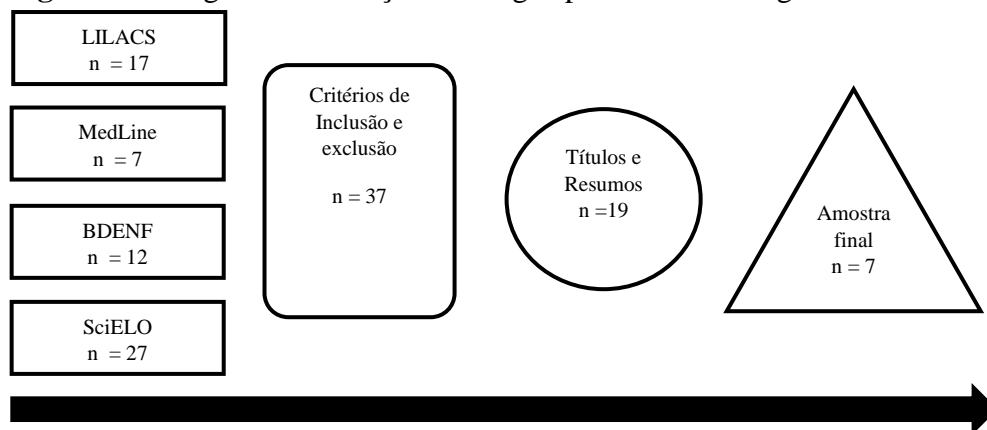 LILACS
n = 17
MedLine
n = 7
BDENF
n = 12
SciELO
n = 27
Critérios de
Inclusão e
exclusão
n = 37
Títulos e
Resumos
n =19
Amostra
final
n = 7